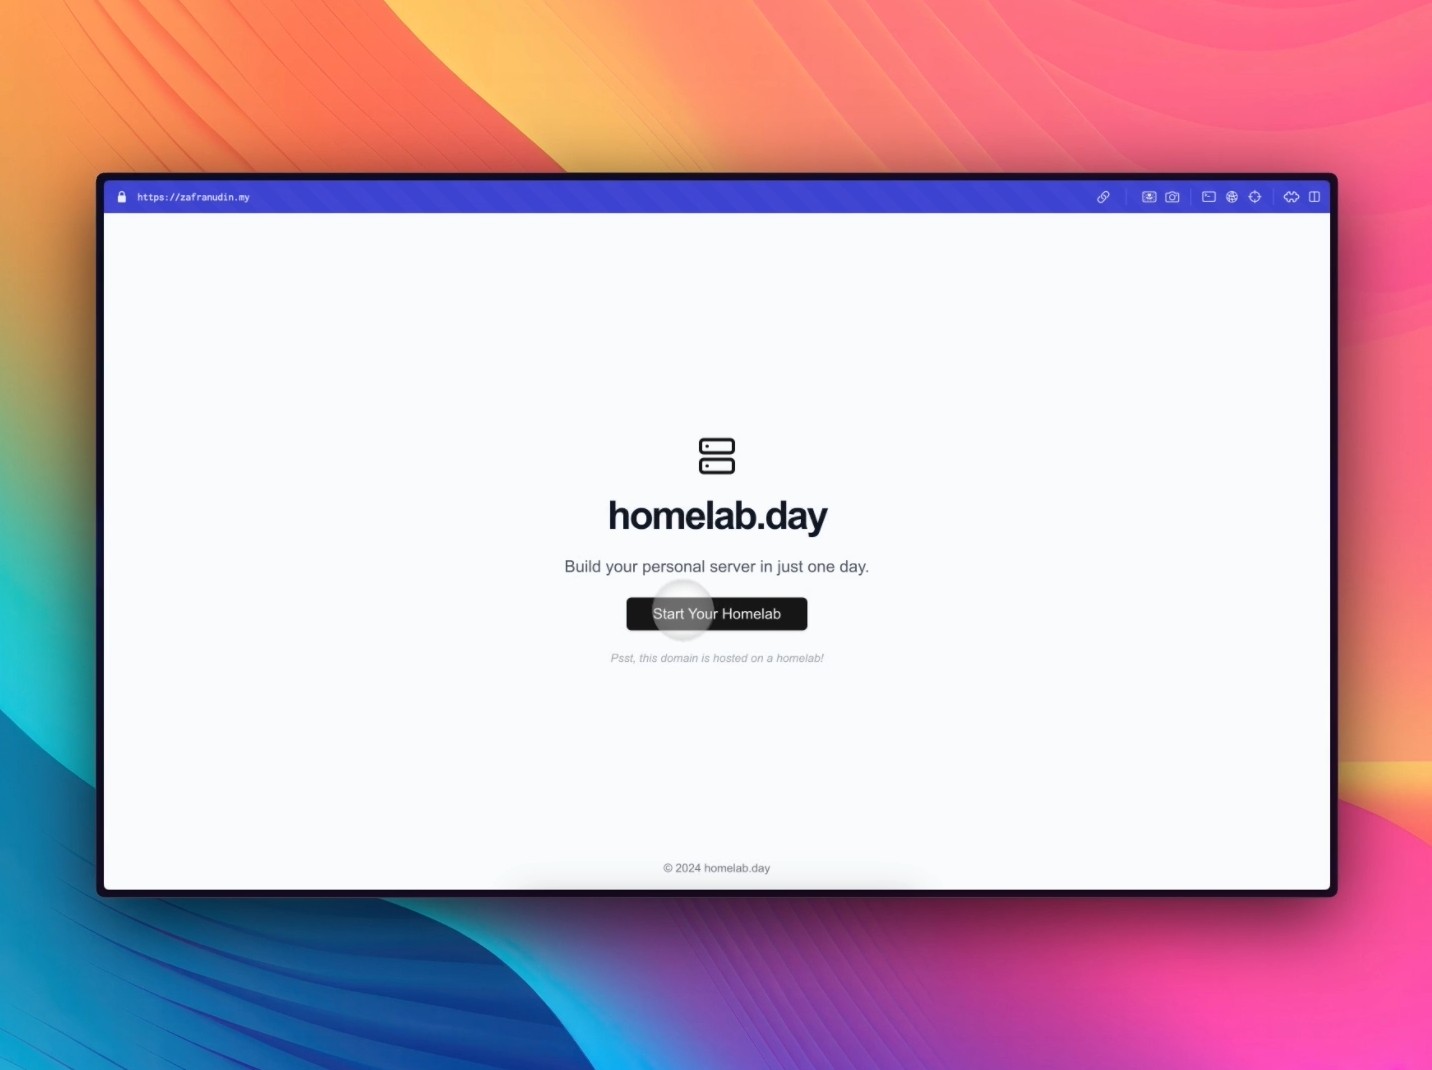 https://zafranudin.my
homelab.day
Build your personal server in just one day.
Start Your Homelab
Psst, this domain is hosted on a homelab!
© 2024 homelab.day